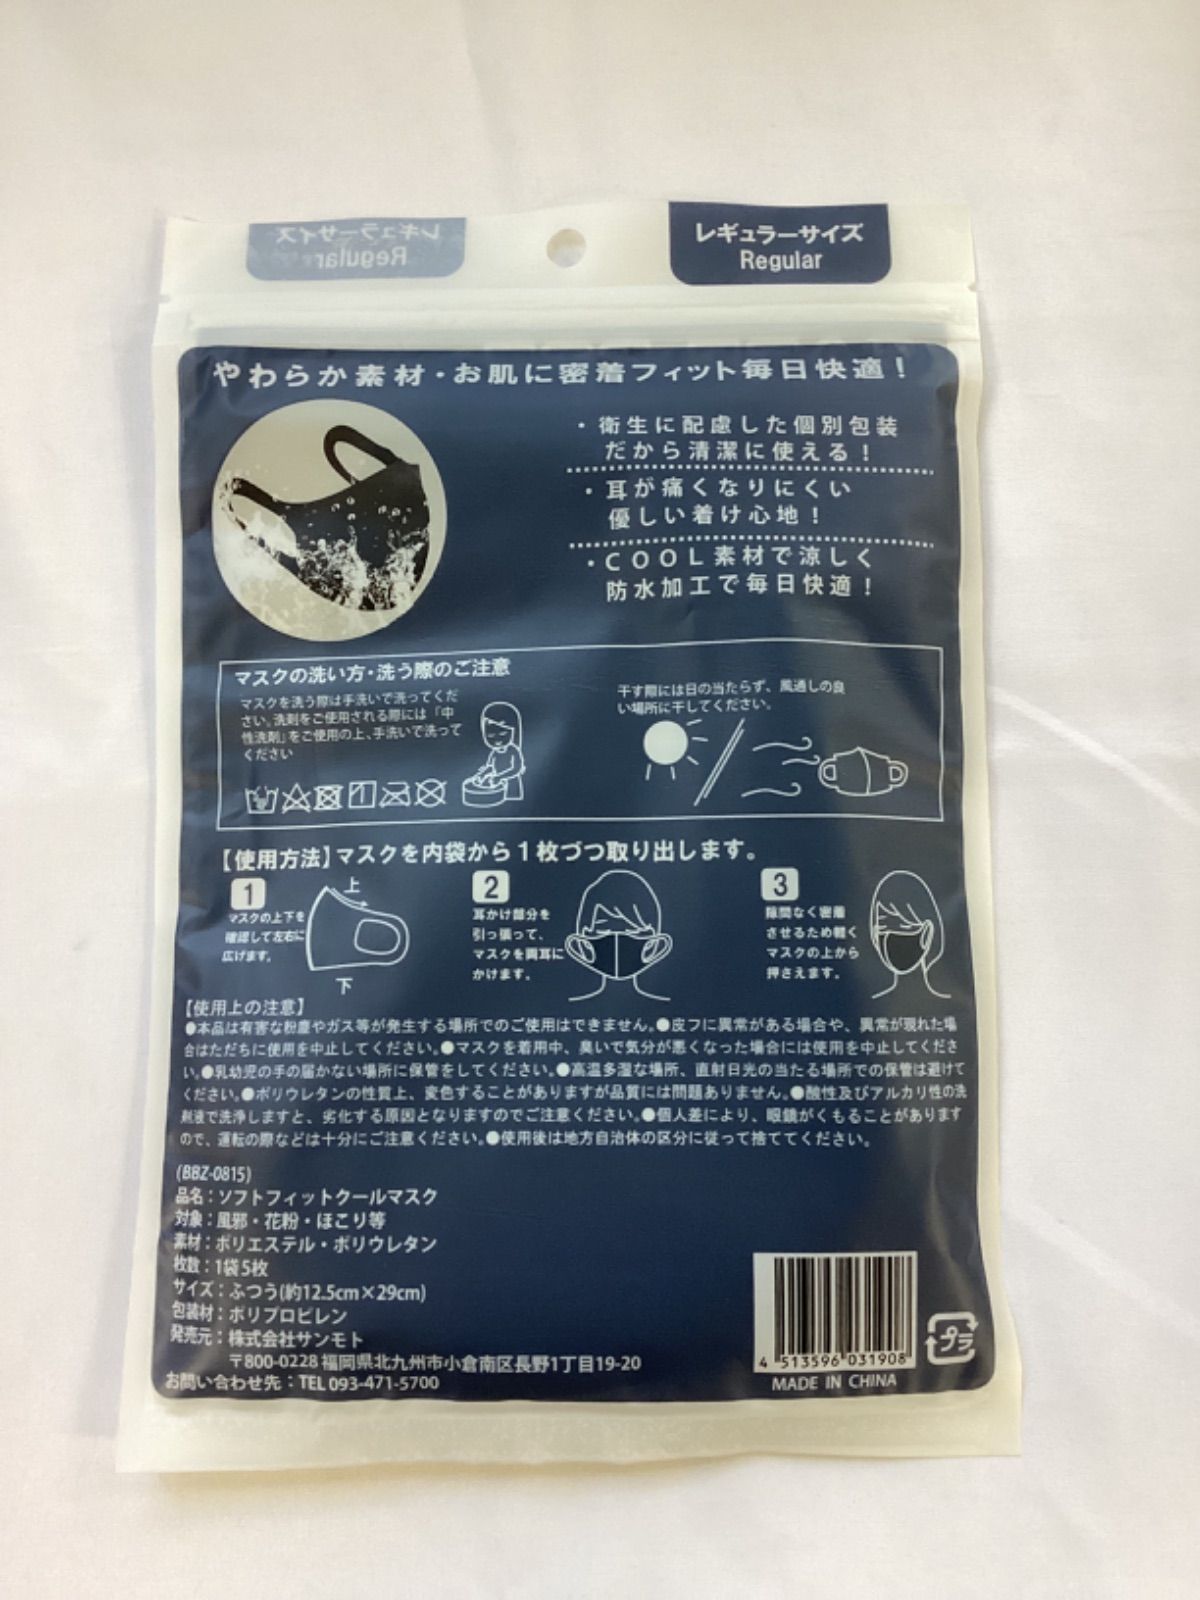 レギュラーサイズ
Regular
レギュラーサイズ
Regular
やわらか素材・お肌に密着フィット毎日快適！
・衛生に配慮した個別包装
だから清潔に使える！
・耳が痛くなりにくい
優しい着け心地！
・COOL素材で涼しく
防水加工で毎日快適！
マスクの洗い方・洗う際のご注意
マスクを洗う際は手洗いで洗ってくだ
さい。洗剤をご使用される際には「中
性洗剤」をご使用の上、手洗いで洗って
ください
干す際には日の当たらず、風通しの良
い場所に干してください。
【使用方法】マスクを内袋から1枚づつ取り出します。
1
マスクの上下を
確認して左右に
広げます。
上
下
2
耳かけ部分を
引っ張って、
マスクを両耳に
かけます。
3
隙間なく密着
させるため軽く
マスクの上から
押さえます。
【使用上の注意】
●本品は有害な粉塵やガス等が発生する場所でのご使用はできません。●皮フに異常がある場合や、異常が現れた場
合はただちに使用を中止してください。●マスクを着用中、臭いで気分が悪くなった場合には使用を中止してくださ
い。●乳幼児の手の届かない場所に保管をしてください。●高温多湿な場所、直射日光の当たる場所での保管は避けて
ください。●ポリウレタンの性質上、変色することがありますが品質には問題ありません。●酸性及びアルカリ性の洗
剤液で洗浄しますと、劣化する原因となりますのでご注意ください。●個人差により、眼鏡がくもることがあります
ので、運転の際などは十分にご注意ください。●使用後は地方自治体の区分に従って捨ててください。
(BBZ-0815)
品名：ソフトフィットクールマスク
対象：風邪・花粉・ほこり等
素材：ポリエステル・ポリウレタン
枚数：1袋5枚
サイズ：ふつう(約12.5cm×29cm)
包装材：ポリプロピレン
発売元：株式会社サンモト
〒800-0228 福岡県北九州市小倉南区長野1丁目19-20
お問い合わせ先：TEL 093-471-5700
4 513596 031908
MADE IN CHINA
プラ